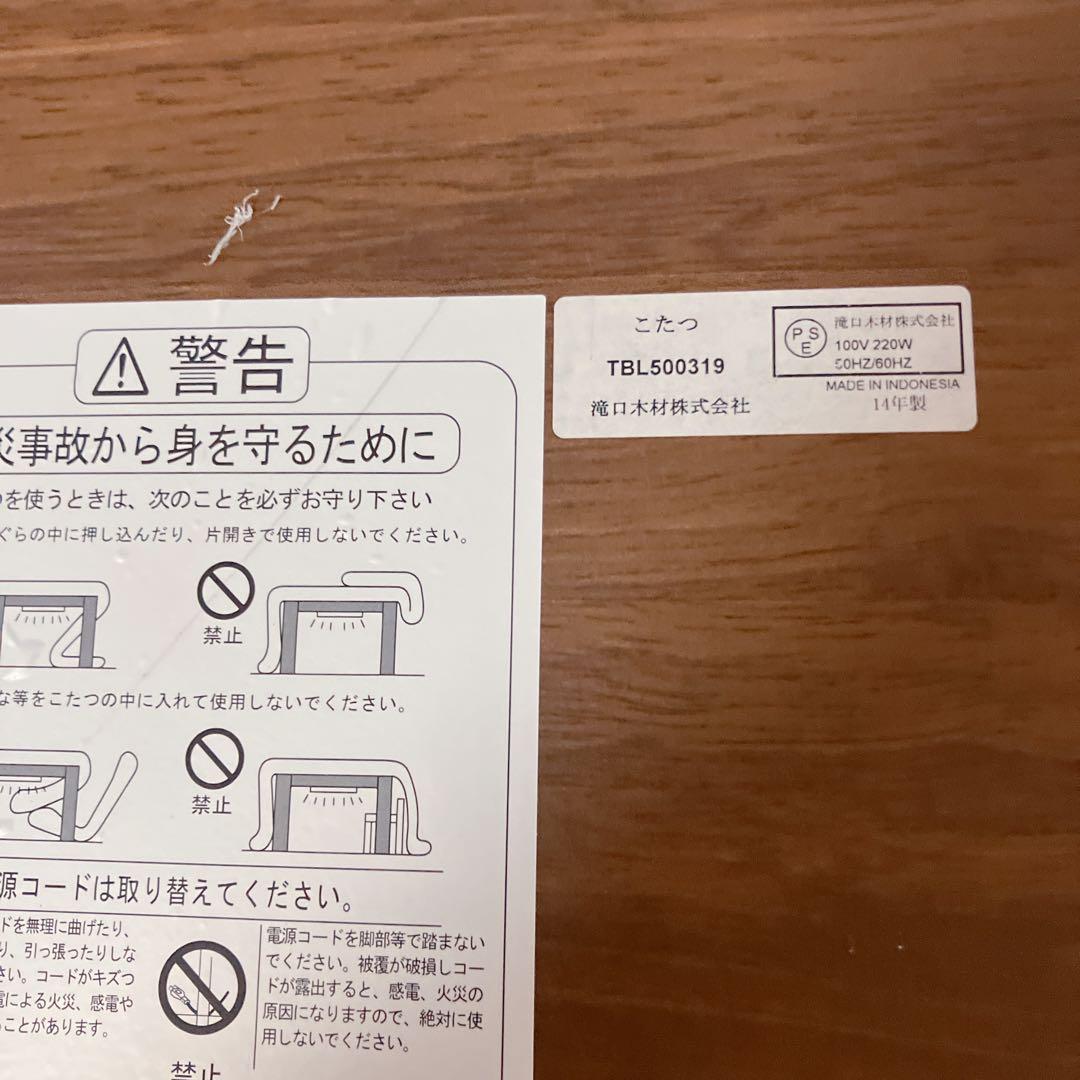 警告
災事故から身を守るために
を使うときは、次のことを必ずお守り下さい
ぐらの中に押し込んだり、片開きで使用しないでください。
禁止
な等をこたつの中に入れて使用しないでください。
禁止
源コードは取り替えてください。
ドを無理に曲げたり、
り、引っ張ったりしな
さい。コードがキズつ
電による火災、感電や
ることがあります。
禁止
電源コードを脚部等で踏まない
でください。被覆が破損しコー
ドが露出すると、感電、火災の
原因になりますので、絶対に使
用しないでください。
こたつ
TBL500319
滝口木材株式会社
PSE
滝口木材株式会社
100V 220W
50HZ/60HZ
MADE IN INDONESIA
14年製